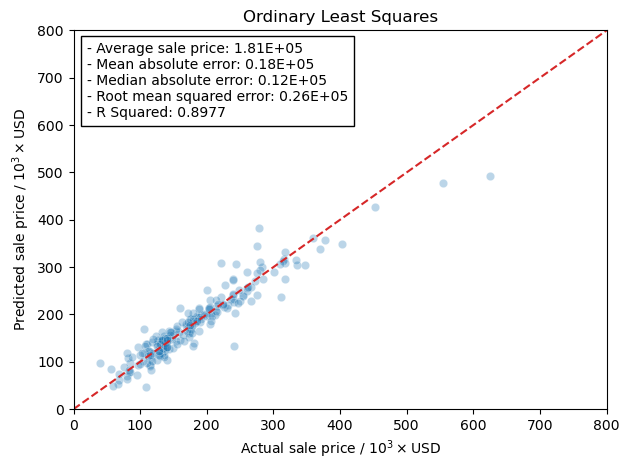 Ordinary Least Squares
- Average sale price: 1.81E+05
- Mean absolute error: 0.18E+05
- Median absolute error: 0.12E+05
- Root mean squared error: 0.26E+05
- R Squared: 0.8977
800
700
600
500
400
300
200
100
0
Predicted sale price / 10³ × USD
0 100 200 300 400 500 600 700 800
Actual sale price / 10³ × USD